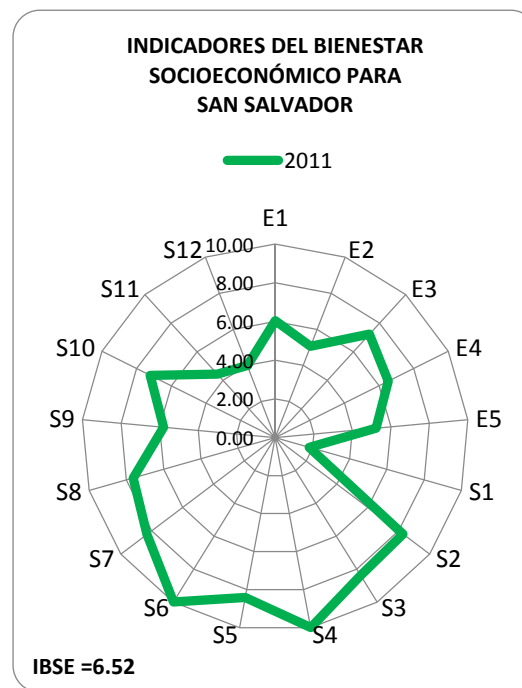 INDICADORES DEL BIENESTAR
SOCIOECONÓMICO PARA
SAN SALVADOR
2011
E1
E2
E3
E4
E5
S1
S2
S3
S4
S5
S6
S7
S8
S9
S10
S11
S12
10.00
8.00
6.00
4.00
2.00
0.00
IBSE =6.52